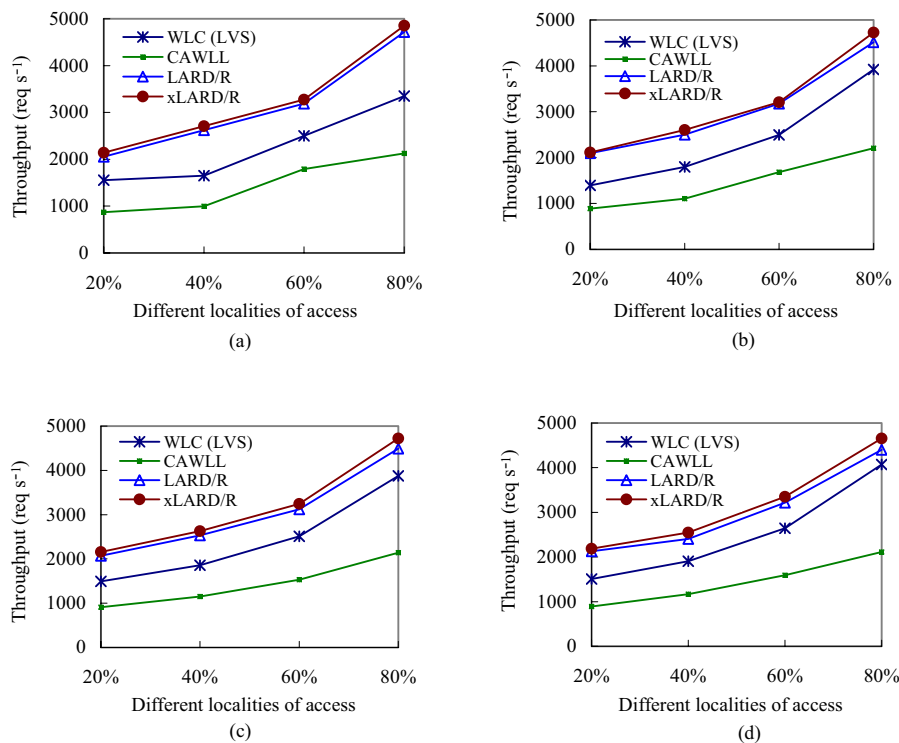 5000
4000
3000
2000
1000
0
Throughput (req s⁻¹)
WLC (LVS)
CAWLL
LARD/R
xLARD/R
20% 40% 60% 80%
Different localities of access
(a)
5000
4000
3000
2000
1000
0
Throughput (req s⁻¹)
WLC (LVS)
CAWLL
LARD/R
xLARD/R
20% 40% 60% 80%
Different localities of access
(b)
5000
4000
3000
2000
1000
0
Throughput (req s⁻¹)
WLC (LVS)
CAWLL
LARD/R
xLARD/R
20% 40% 60% 80%
Different localities of access
(c)
5000
4000
3000
2000
1000
0
Throughput (req s⁻¹)
WLC (LVS)
CAWLL
LARD/R
xLARD/R
20% 40% 60% 80%
Different localities of access
(d)